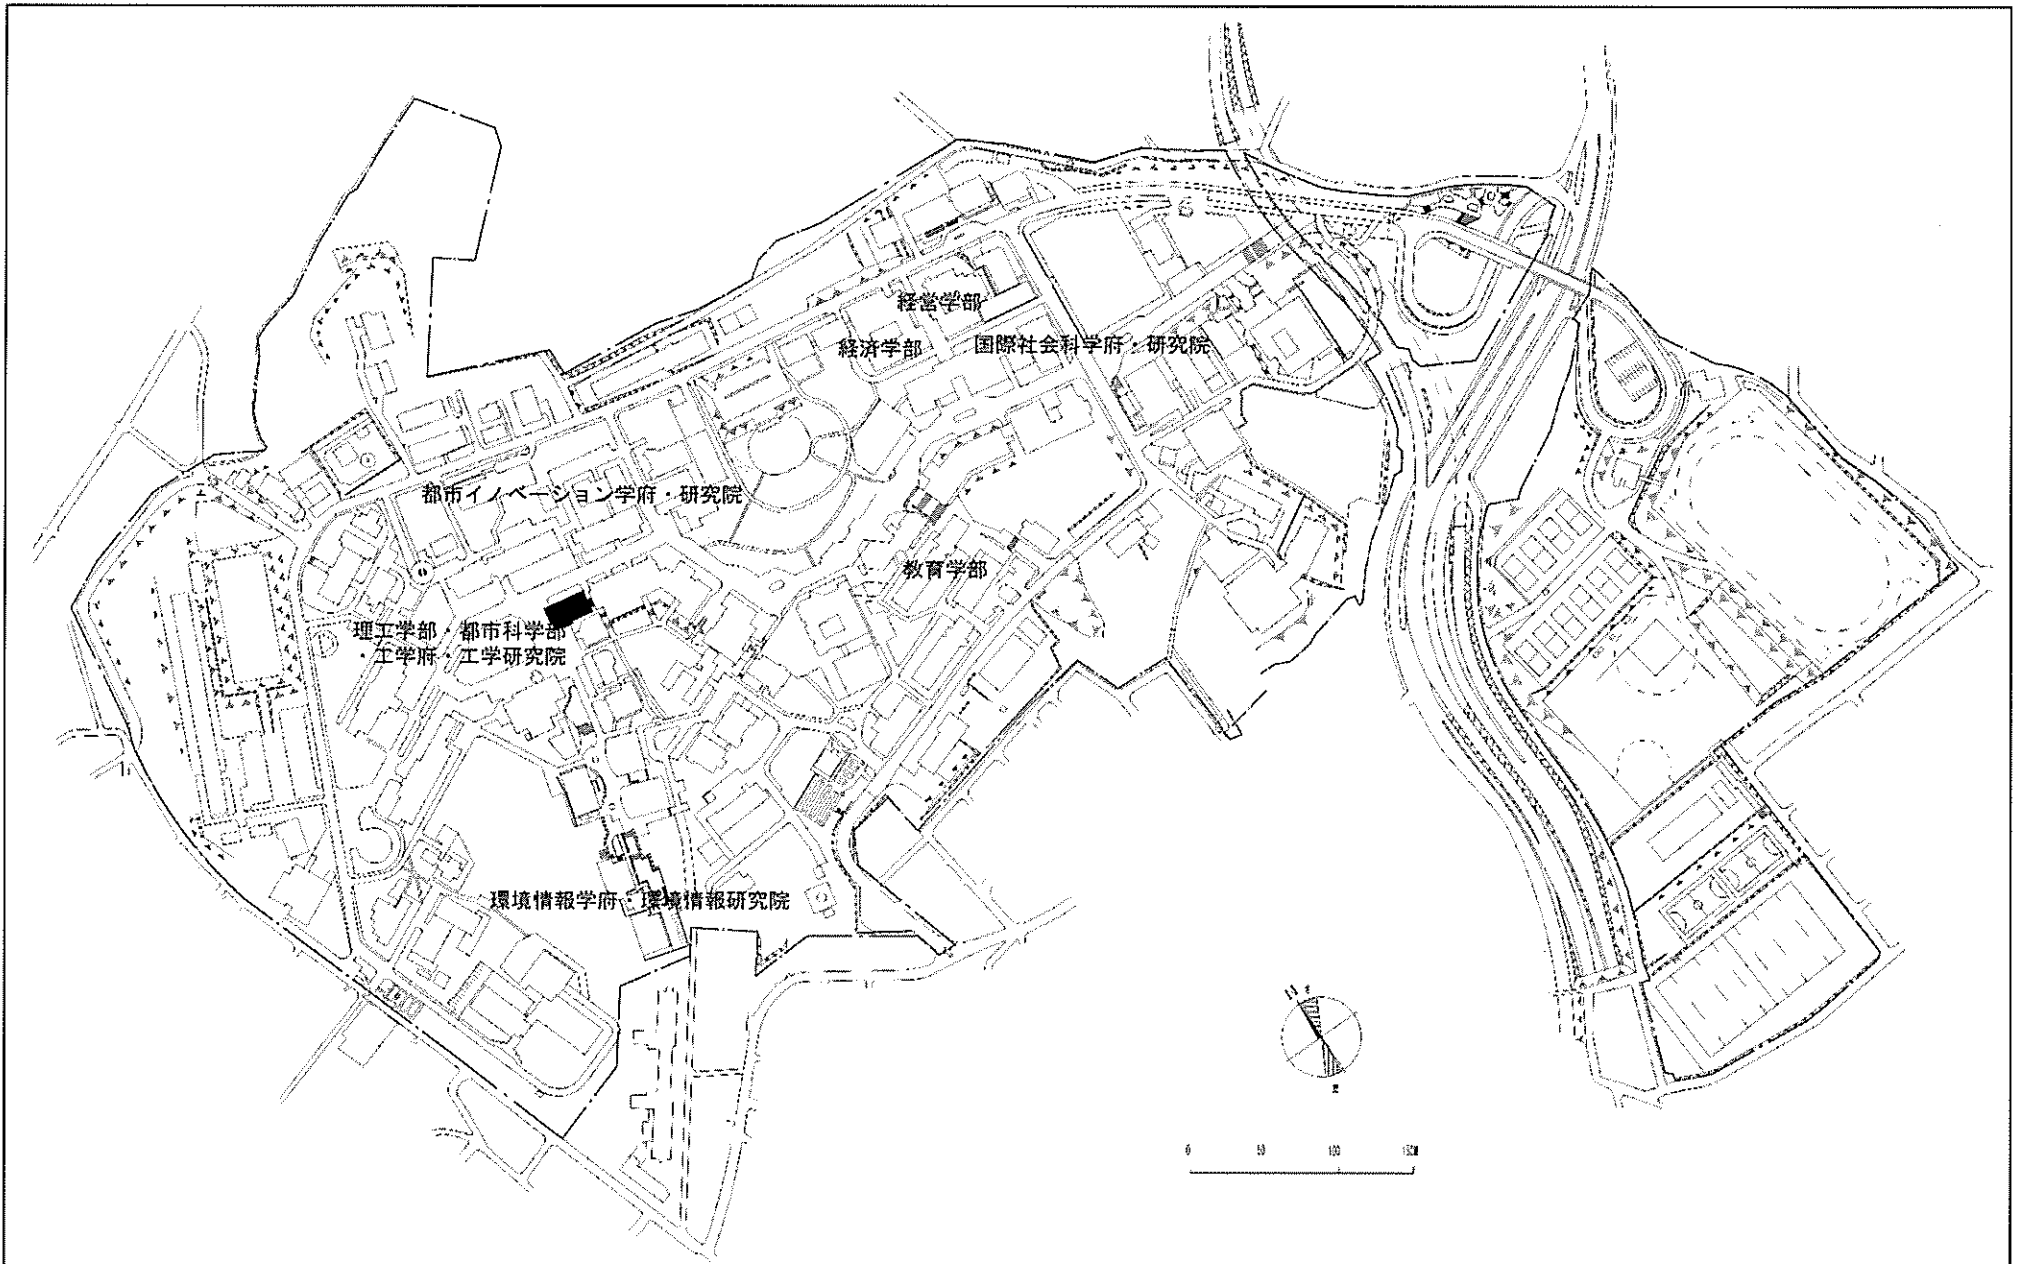 経営学部
経済学部
国際社会科学府・研究院
都市イノベーション学府・研究院
教育学部
理工学部・都市科学部
・工学府・工学研究院
環境情報学府・環境情報研究院
0 50 100 150M